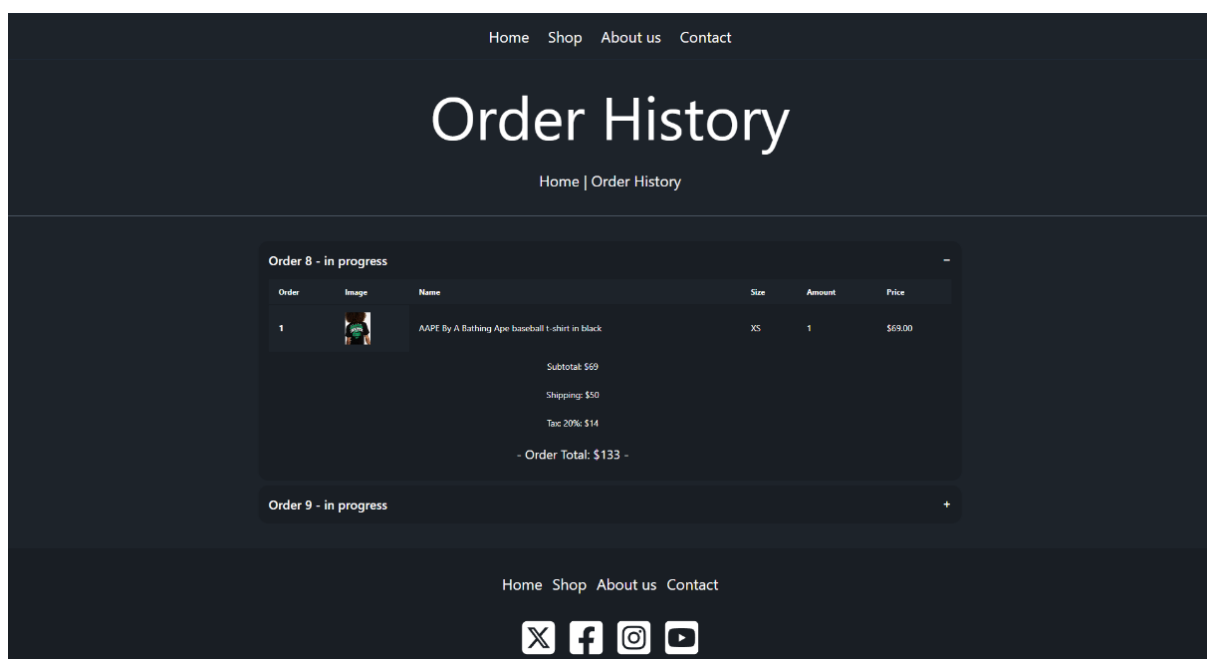 Home Shop About us Contact
Order History
Home | Order History
Order 8 - in progress −
Order Image Name Size Amount Price
1 AAPE By A Bathing Ape baseball t-shirt in black XS 1 $69.00
Subtotal: $69
Shipping: $50
Tax: 20%: $14
- Order Total: $133 -
Order 9 - in progress +
Home Shop About us Contact